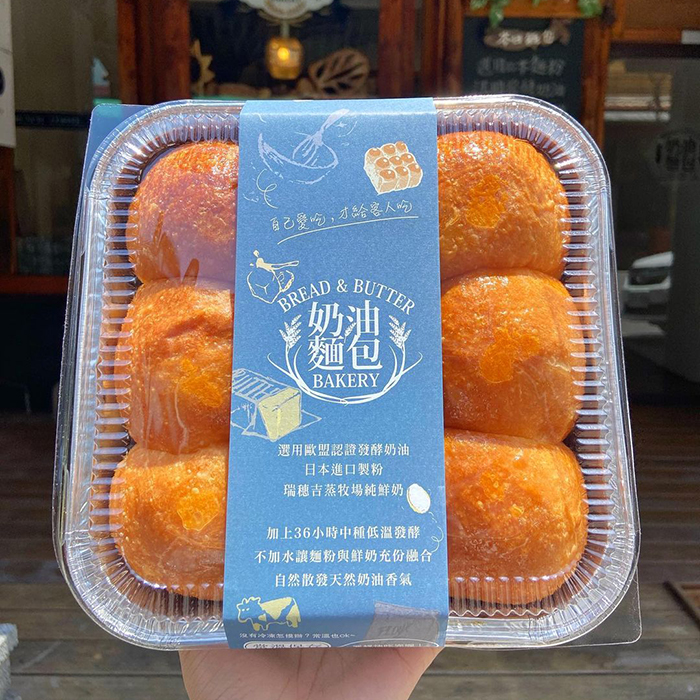 自己愛吃,才給客人吃
BREAD & BUTTER
奶油
麵包
BAKERY
選用歐盟認證發酵奶油
日本進口製粉
瑞穗吉蒸牧場純鮮奶
加上36小時中種低溫發酵
不加水讓麵粉與鮮奶充份融合
自然散發天然奶油香氣
奶油
麵包